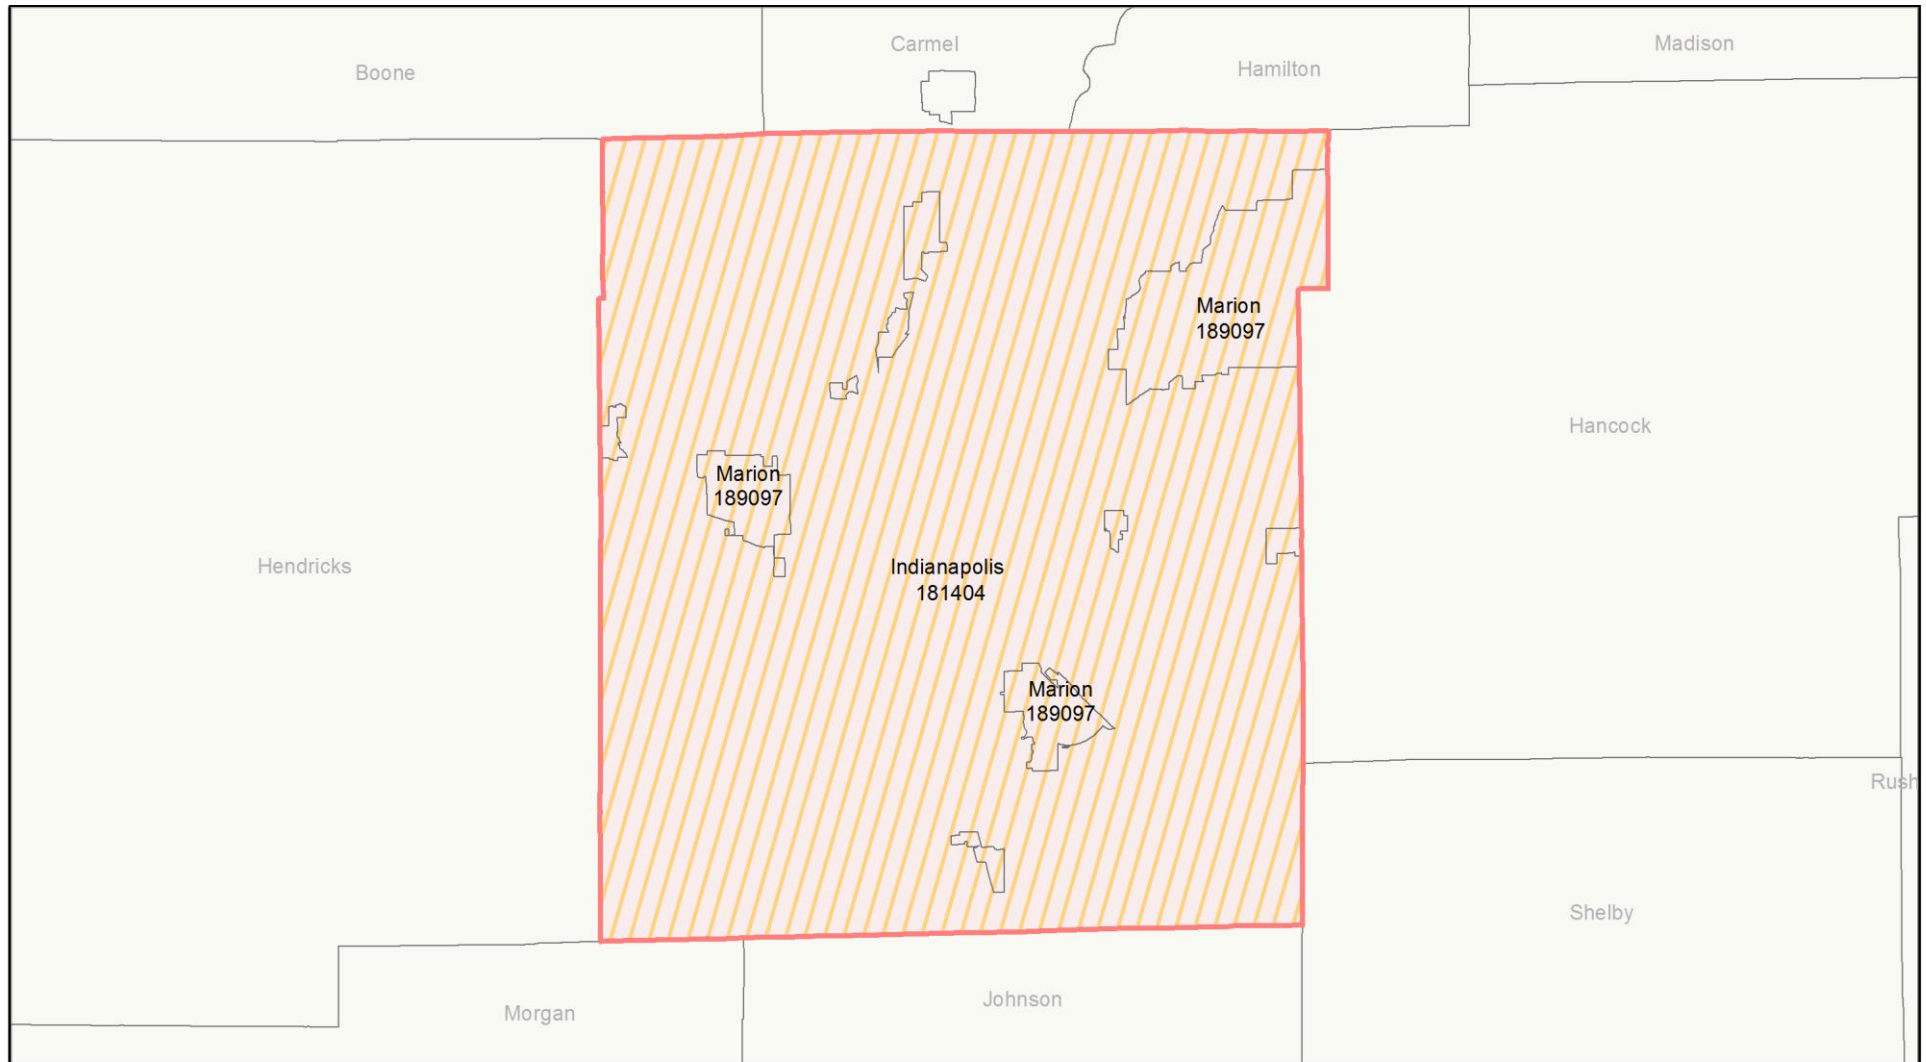 Carmel
Madison
Boone
Hamilton
Marion
189097
Hancock
Marion
189097
Hendricks
Indianapolis
181404
Marion
189097
Rush
Shelby
Johnson
Morgan